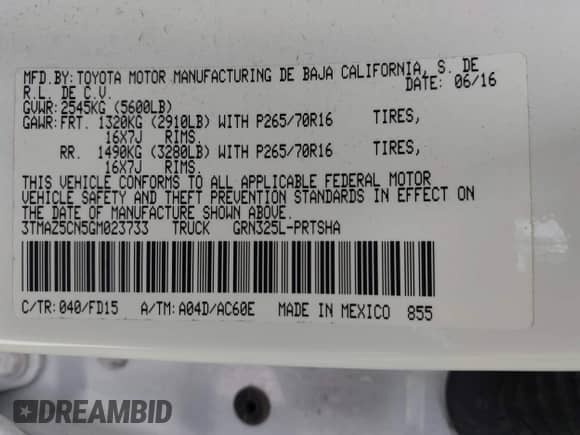 MFD.BY:TOYOTA MOTOR MANUFACTURING DE BAJA CALIFORNIA, S. DE
R.L. DE C.V. DATE: 06/16
GVWR:2545KG (5600LB)
GAWR:FRT. 1320KG (2910LB) WITH P265/70R16 TIRES,
16X7J RIMS.
RR. 1490KG (3280LB) WITH P265/70R16 TIRES,
16X7J RIMS.
THIS VEHICLE CONFORMS TO ALL APPLICABLE FEDERAL MOTOR
VEHICLE SAFETY AND THEFT PREVENTION STANDARDS IN EFFECT ON
THE DATE OF MANUFACTURE SHOWN ABOVE.
3TMAZ5CN5GM023733 TRUCK GRN325L-PRTSHA
C/TR:040/FD15 A/TM:A04D/AC60E MADE IN MEXICO 855
DREAMBID